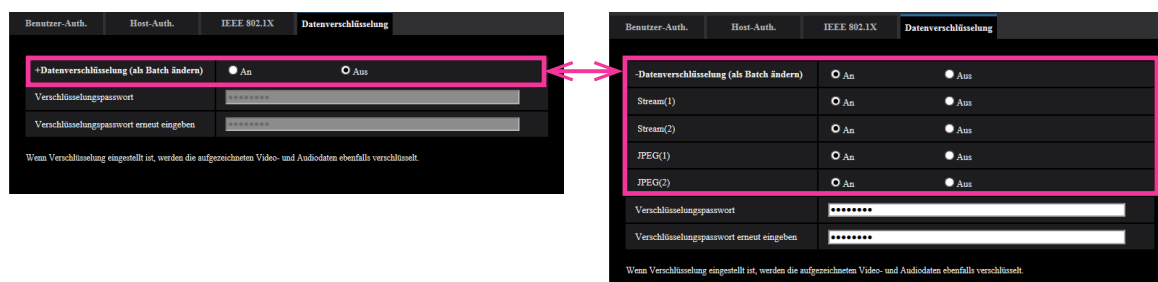 Benutzer-Auth. Host-Auth. IEEE 802.1X Datenverschlüsselung
+Datenverschlüsselung (als Batch ändern) An Aus
Verschlüsselungspasswort ••••••••
Verschlüsselungspasswort erneut eingeben ••••••••
Wenn Verschlüsselung eingestellt ist, werden die aufgezeichneten Video- und Audiodaten ebenfalls verschlüsselt.
Benutzer-Auth. Host-Auth. IEEE 802.1X Datenverschlüsselung
-Datenverschlüsselung (als Batch ändern) An Aus
Stream(1) An Aus
Stream(2) An Aus
JPEG(1) An Aus
JPEG(2) An Aus
Verschlüsselungspasswort ••••••••
Verschlüsselungspasswort erneut eingeben ••••••••
Wenn Verschlüsselung eingestellt ist, werden die aufgezeichneten Video- und Audiodaten ebenfalls verschlüsselt.